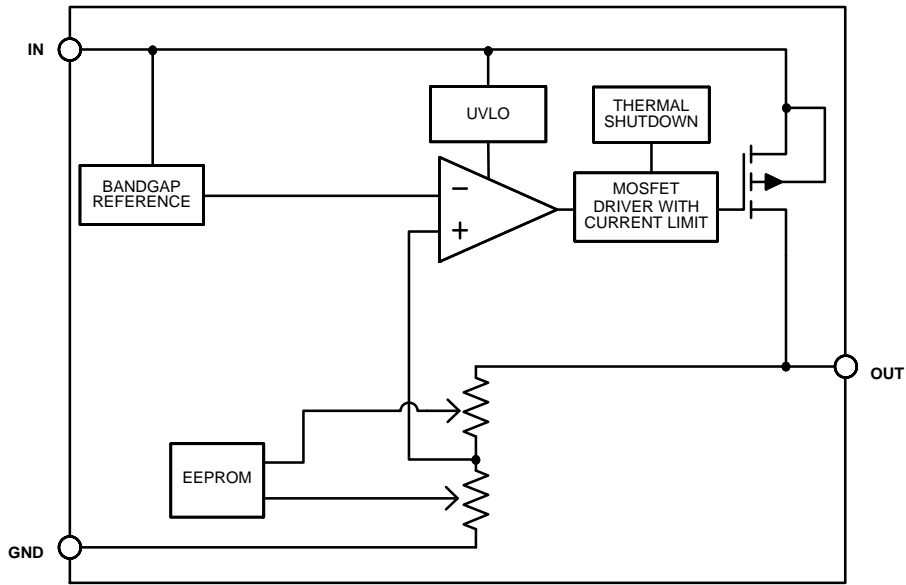 IN
UVLO
THERMAL
SHUTDOWN
BANDGAP
REFERENCE
−
+
MOSFET
DRIVER WITH
CURRENT LIMIT
OUT
EEPROM
GND